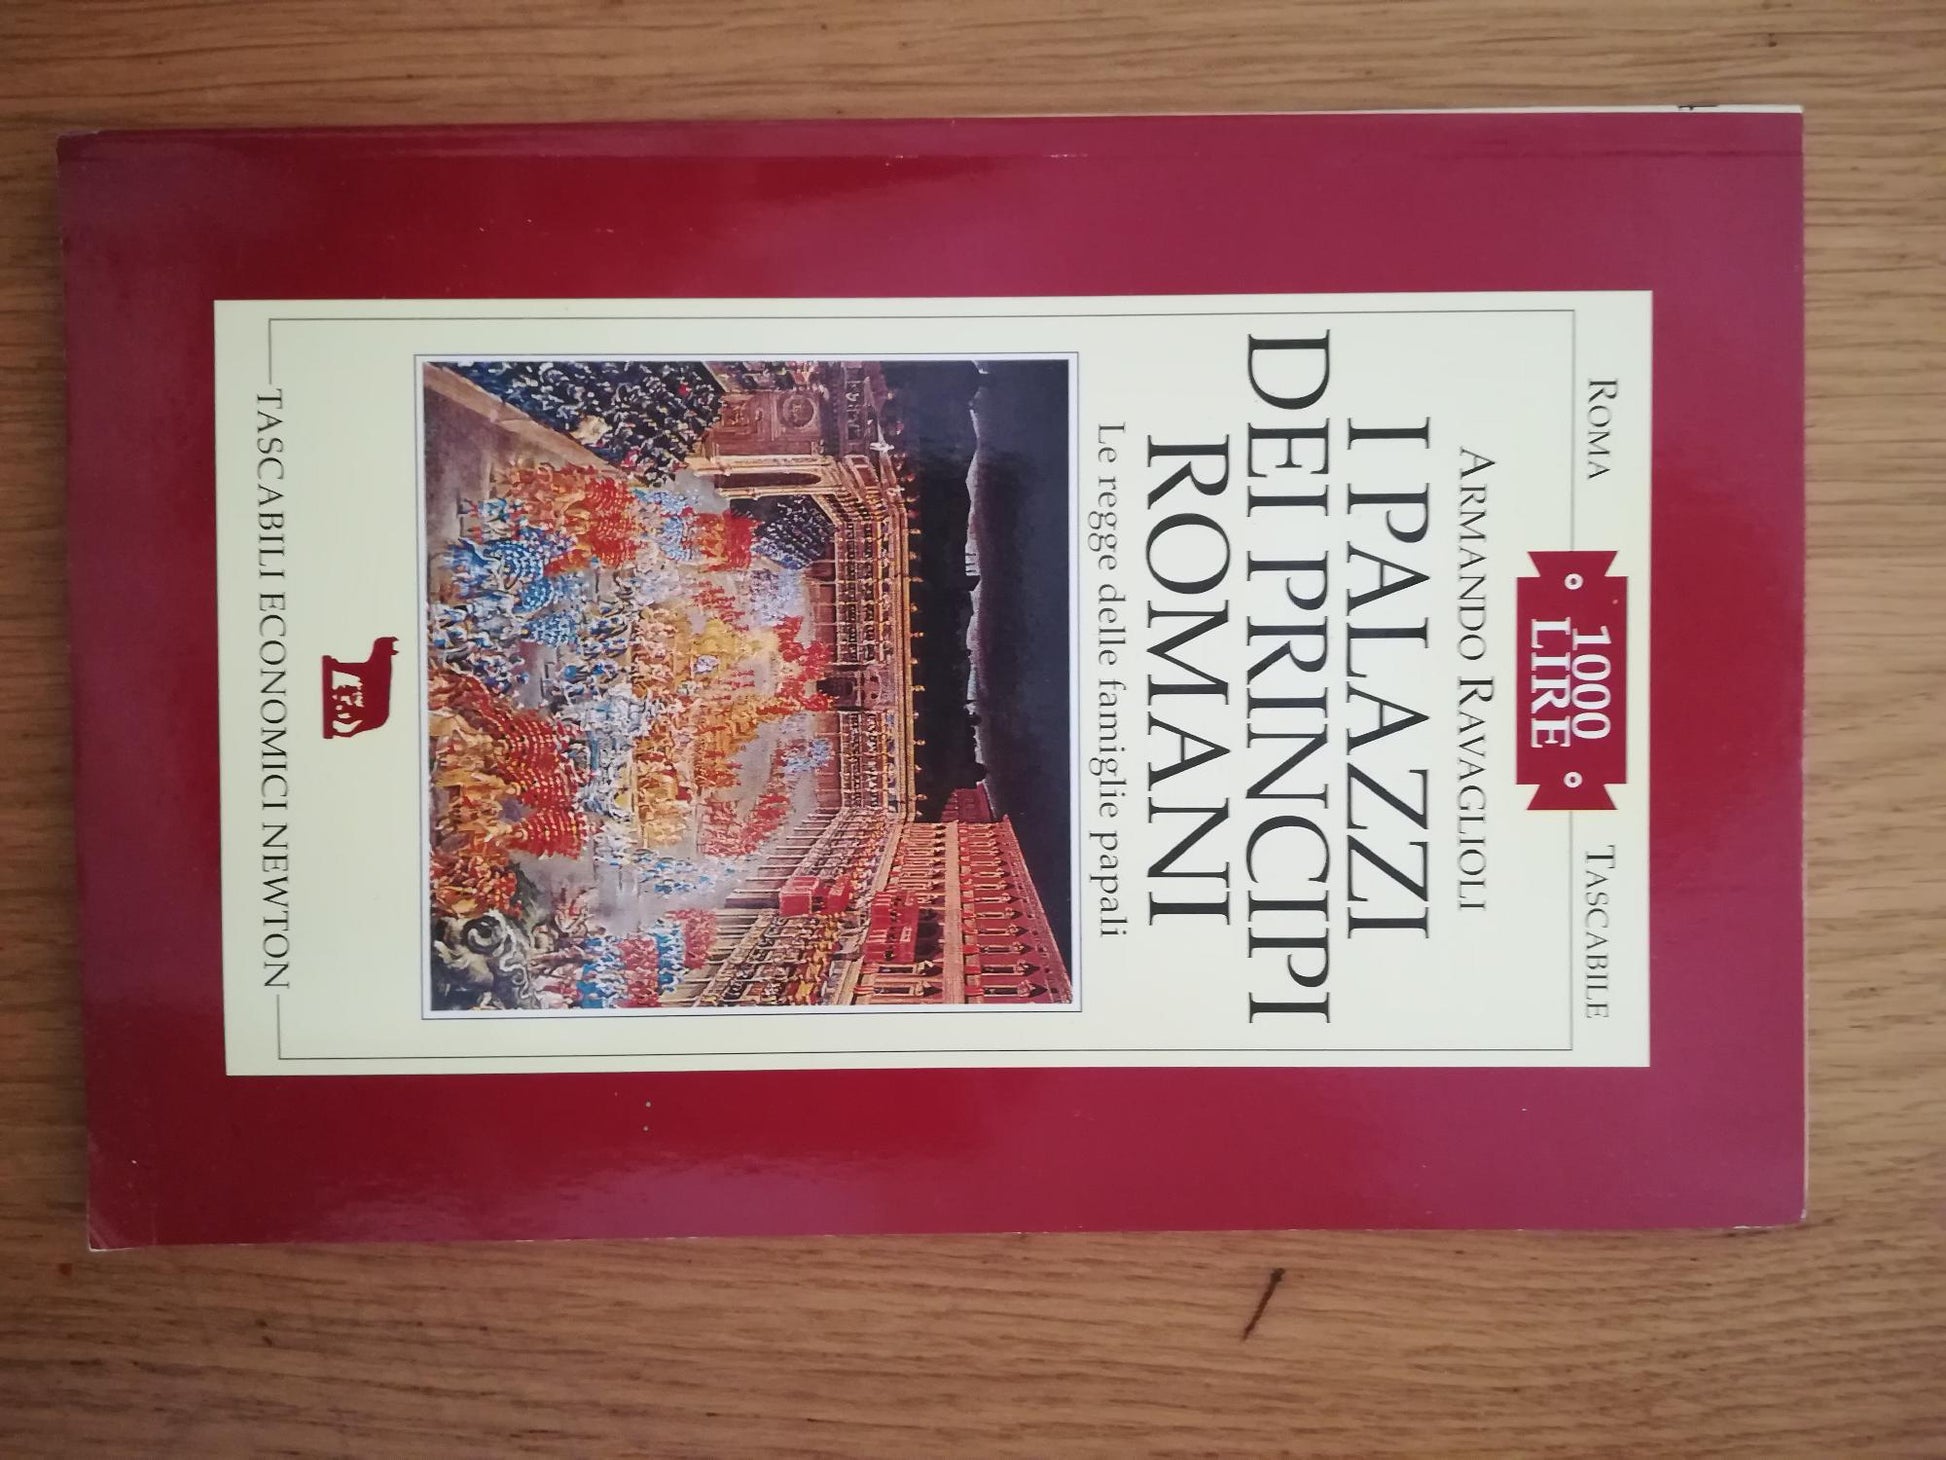 ROMA
1000
LIRE
TASCABILE
ARMANDO RAVAGLIOLI
I PALAZZI
DEI PRINCIPI
ROMANI
Le regge delle famiglie papali
TASCABILI ECONOMICI NEWTON